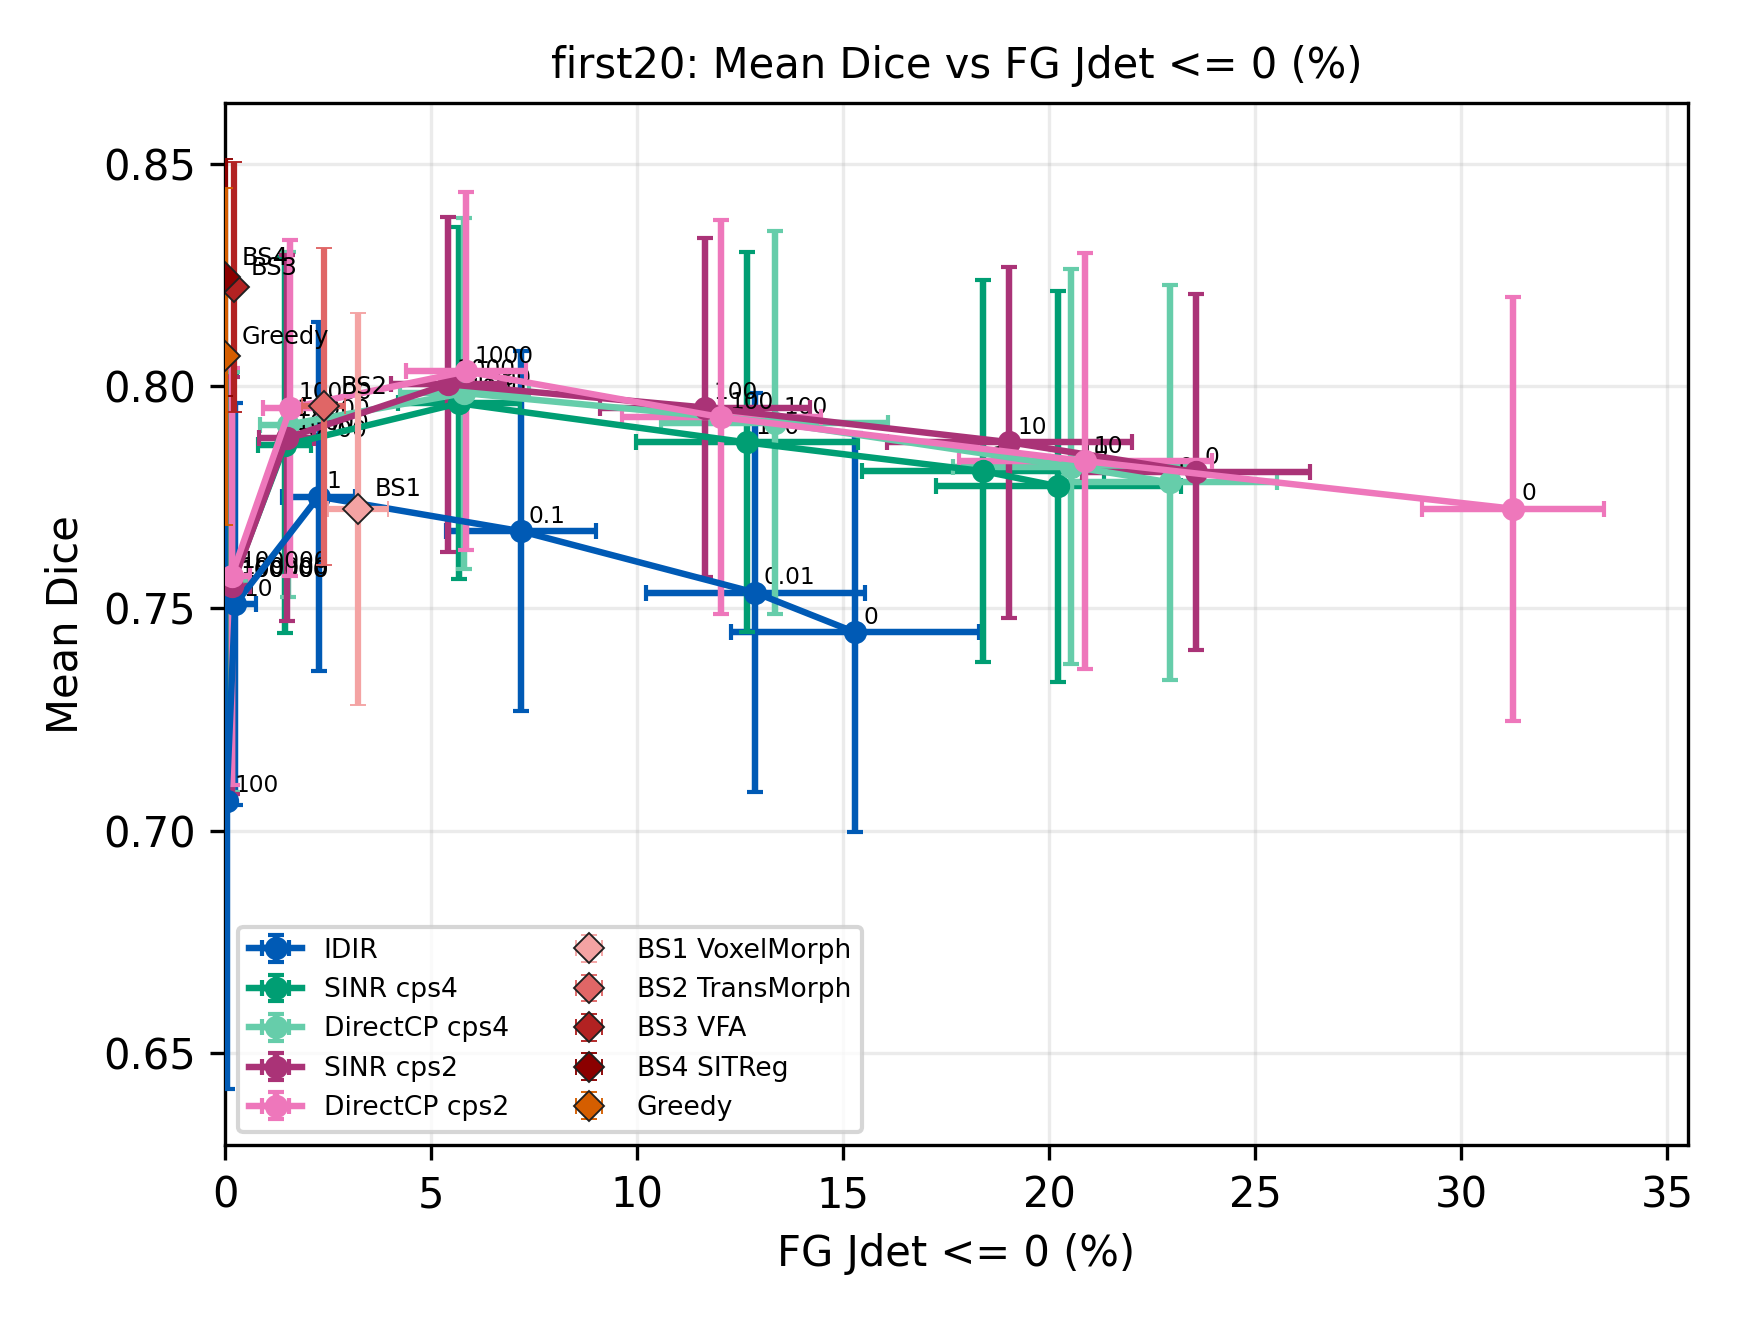 first20: Mean Dice vs FG Jdet <= 0 (%)
Mean Dice
0.85
0.80
0.75
0.70
0.65
BS4
BS3
Greedy
1000
BS2
100
100
100
10
10
0
0
1
BS1
0.1
0.01
0
10
100
IDIR
SINR cps4
DirectCP cps4
SINR cps2
DirectCP cps2
BS1 VoxelMorph
BS2 TransMorph
BS3 VFA
BS4 SITReg
Greedy
0 5 10 15 20 25 30 35
FG Jdet <= 0 (%)